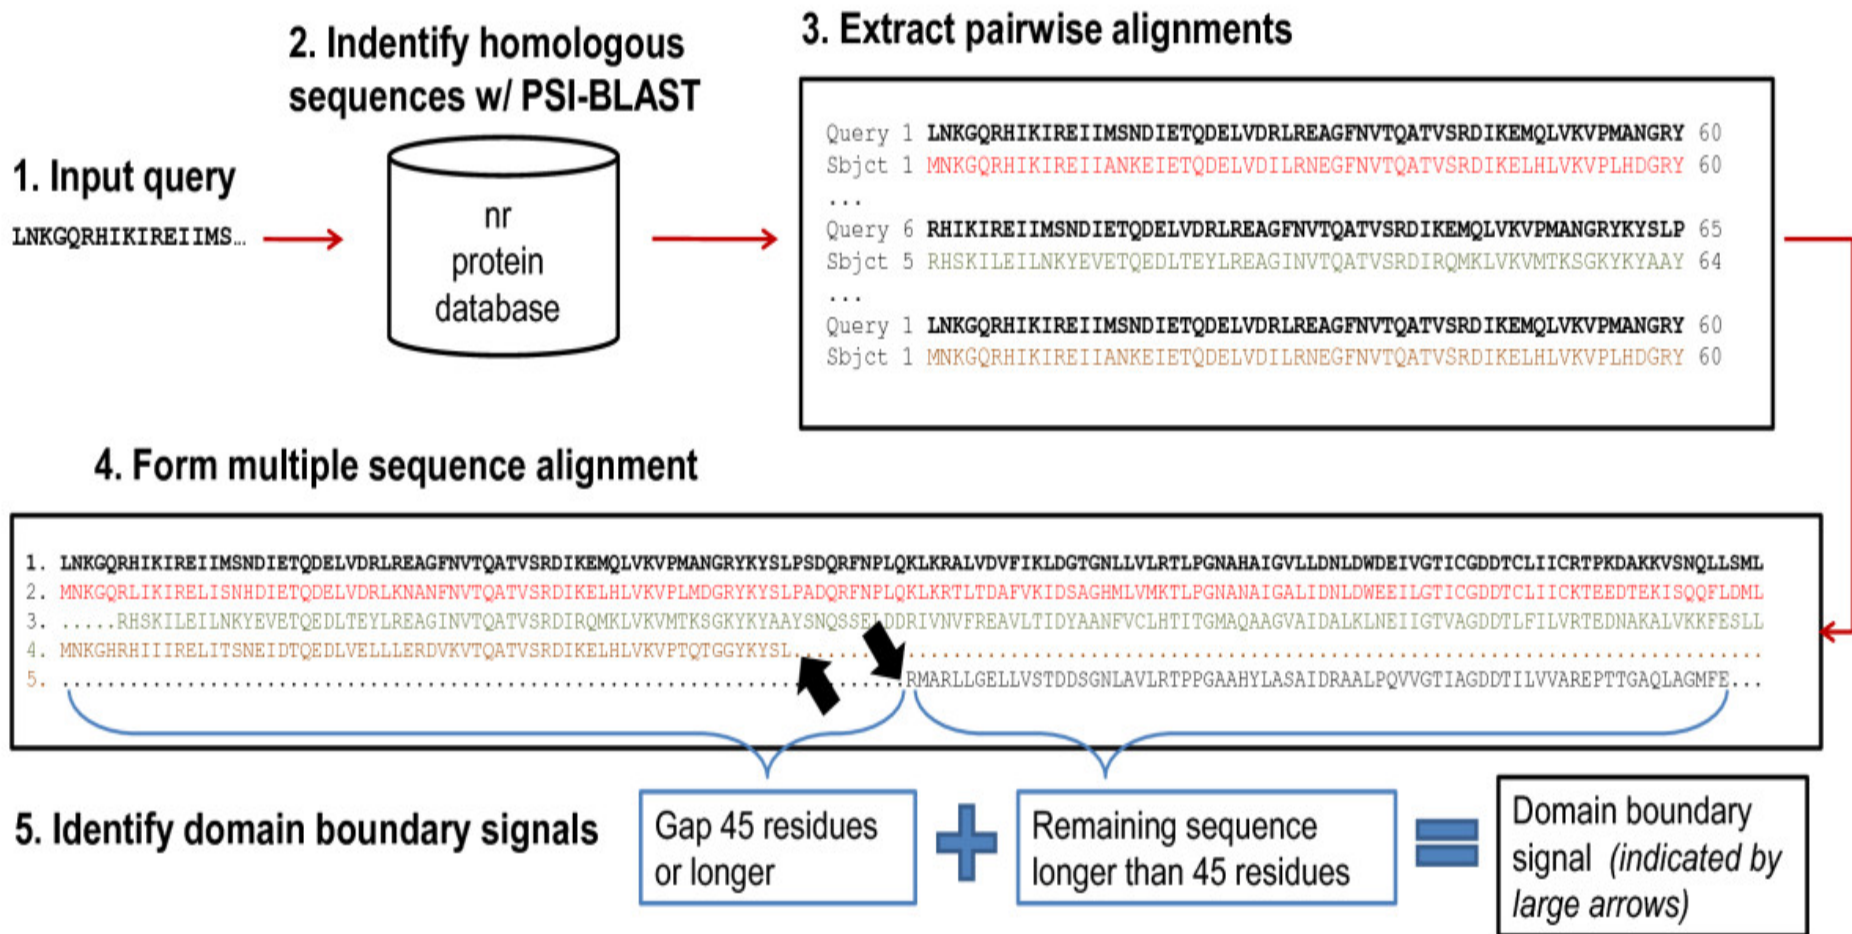 1. Input query
LNKGQRHIKIREIIMS…
2. Indentify homologous
sequences w/ PSI-BLAST
nr
protein
database
3. Extract pairwise alignments
Query 1 LNKGQRHIKIREIIMSNDIETQDELVDRLREAGFNVTQATVSRDIKEMQLVKVPMANGRY 60
Sbjct 1 MNKGQRHIKIREIIANKEIETQDELVDILRNEGFNVTQATVSRDIKELHLVKVPLHDGRY 60
...
Query 6 RHIKIREIIMSNDIETQDELVDRLREAGFNVTQATVSRDIKEMQLVKVPMANGRYKYSLP 65
Sbjct 5 RHSKILEILNKYEVETQEDLTEYLREAGINVTQATVSRDIRQMKLVKVMTKSGKYKYAAY 64
...
Query 1 LNKGQRHIKIREIIMSNDIETQDELVDRLREAGFNVTQATVSRDIKEMQLVKVPMANGRY 60
Sbjct 1 MNKGQRHIKIREIIANKEIETQDELVDILRNEGFNVTQATVSRDIKELHLVKVPLHDGRY 60
4. Form multiple sequence alignment
1. LNKGQRHIKIREIIMSNDIETQDELVDRLREAGFNVTQATVSRDIKEMQLVKVPMANGRYKYSLPSDQRFNPLQKLKRALVDVFIKLDGTGNLLVLRTLPGNAHAIGVLLDNLDWDEIVGTICGDDTCLIICRTPKDAKKVSNQLLSML
2. MNKGQRLIKIRELISNHDIETQDELVDRLKNANFNVTQATVSRDIKELHLVKVPLMDGRYKYSLPADQRFNPLQKLKRTLTDAFVKIDSAGHMLVMKTLPGNANAIGALIDNLDWEEILGTICGDDTCLIICKTEEDTEKISQQFLDML
3. .....RHSKILEILNKYEVETQEDLTEYLREAGINVTQATVSRDIRQMKLVKVMTKSGKYKYAAYSNQSSELDDRIVNVFREAVLTIDYAANFVCLHTITGMAQAAGVAIDALKLNEIIGTVAGDDTLFILVRTEDNAKALVKKFESLL
4. MNKGHRHIIIRELITSNEIDTQEDLVELLLERDVKVTQATVSRDIKELHLVKVPTQTGGYKYSL.....................................................................................
5. ..........................................................................RMARLLGELLVSTDDSGNLAVLRTPPGAAHYLASAIDRAALPQVVGTIAGDDTILVVAREPTTGAQLAGMFE...
5. Identify domain boundary signals
Gap 45 residues
or longer
Remaining sequence
longer than 45 residues
Domain boundary
signal (indicated by
large arrows)